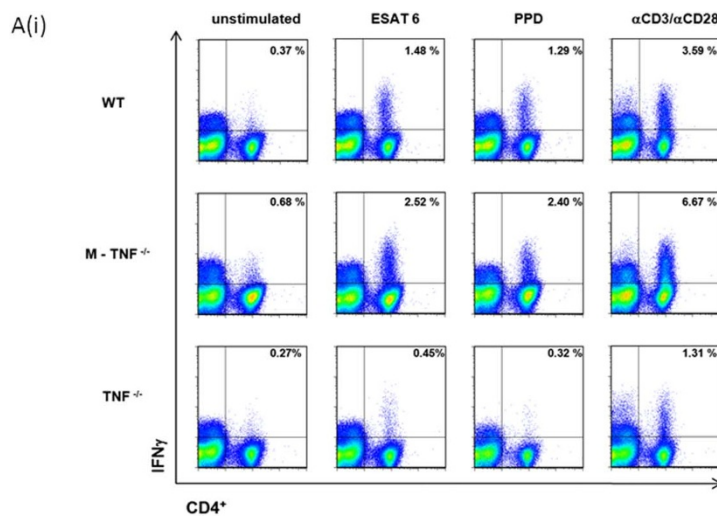 A(i)
unstimulated ESAT 6 PPD αCD3/αCD28
WT 0.37 % 1.48 % 1.29 % 3.59 %
M - TNF -/- 0.68 % 2.52 % 2.40 % 6.67 %
TNF -/- 0.27% 0.45% 0.32 % 1.31 %
IFNγ
CD4+